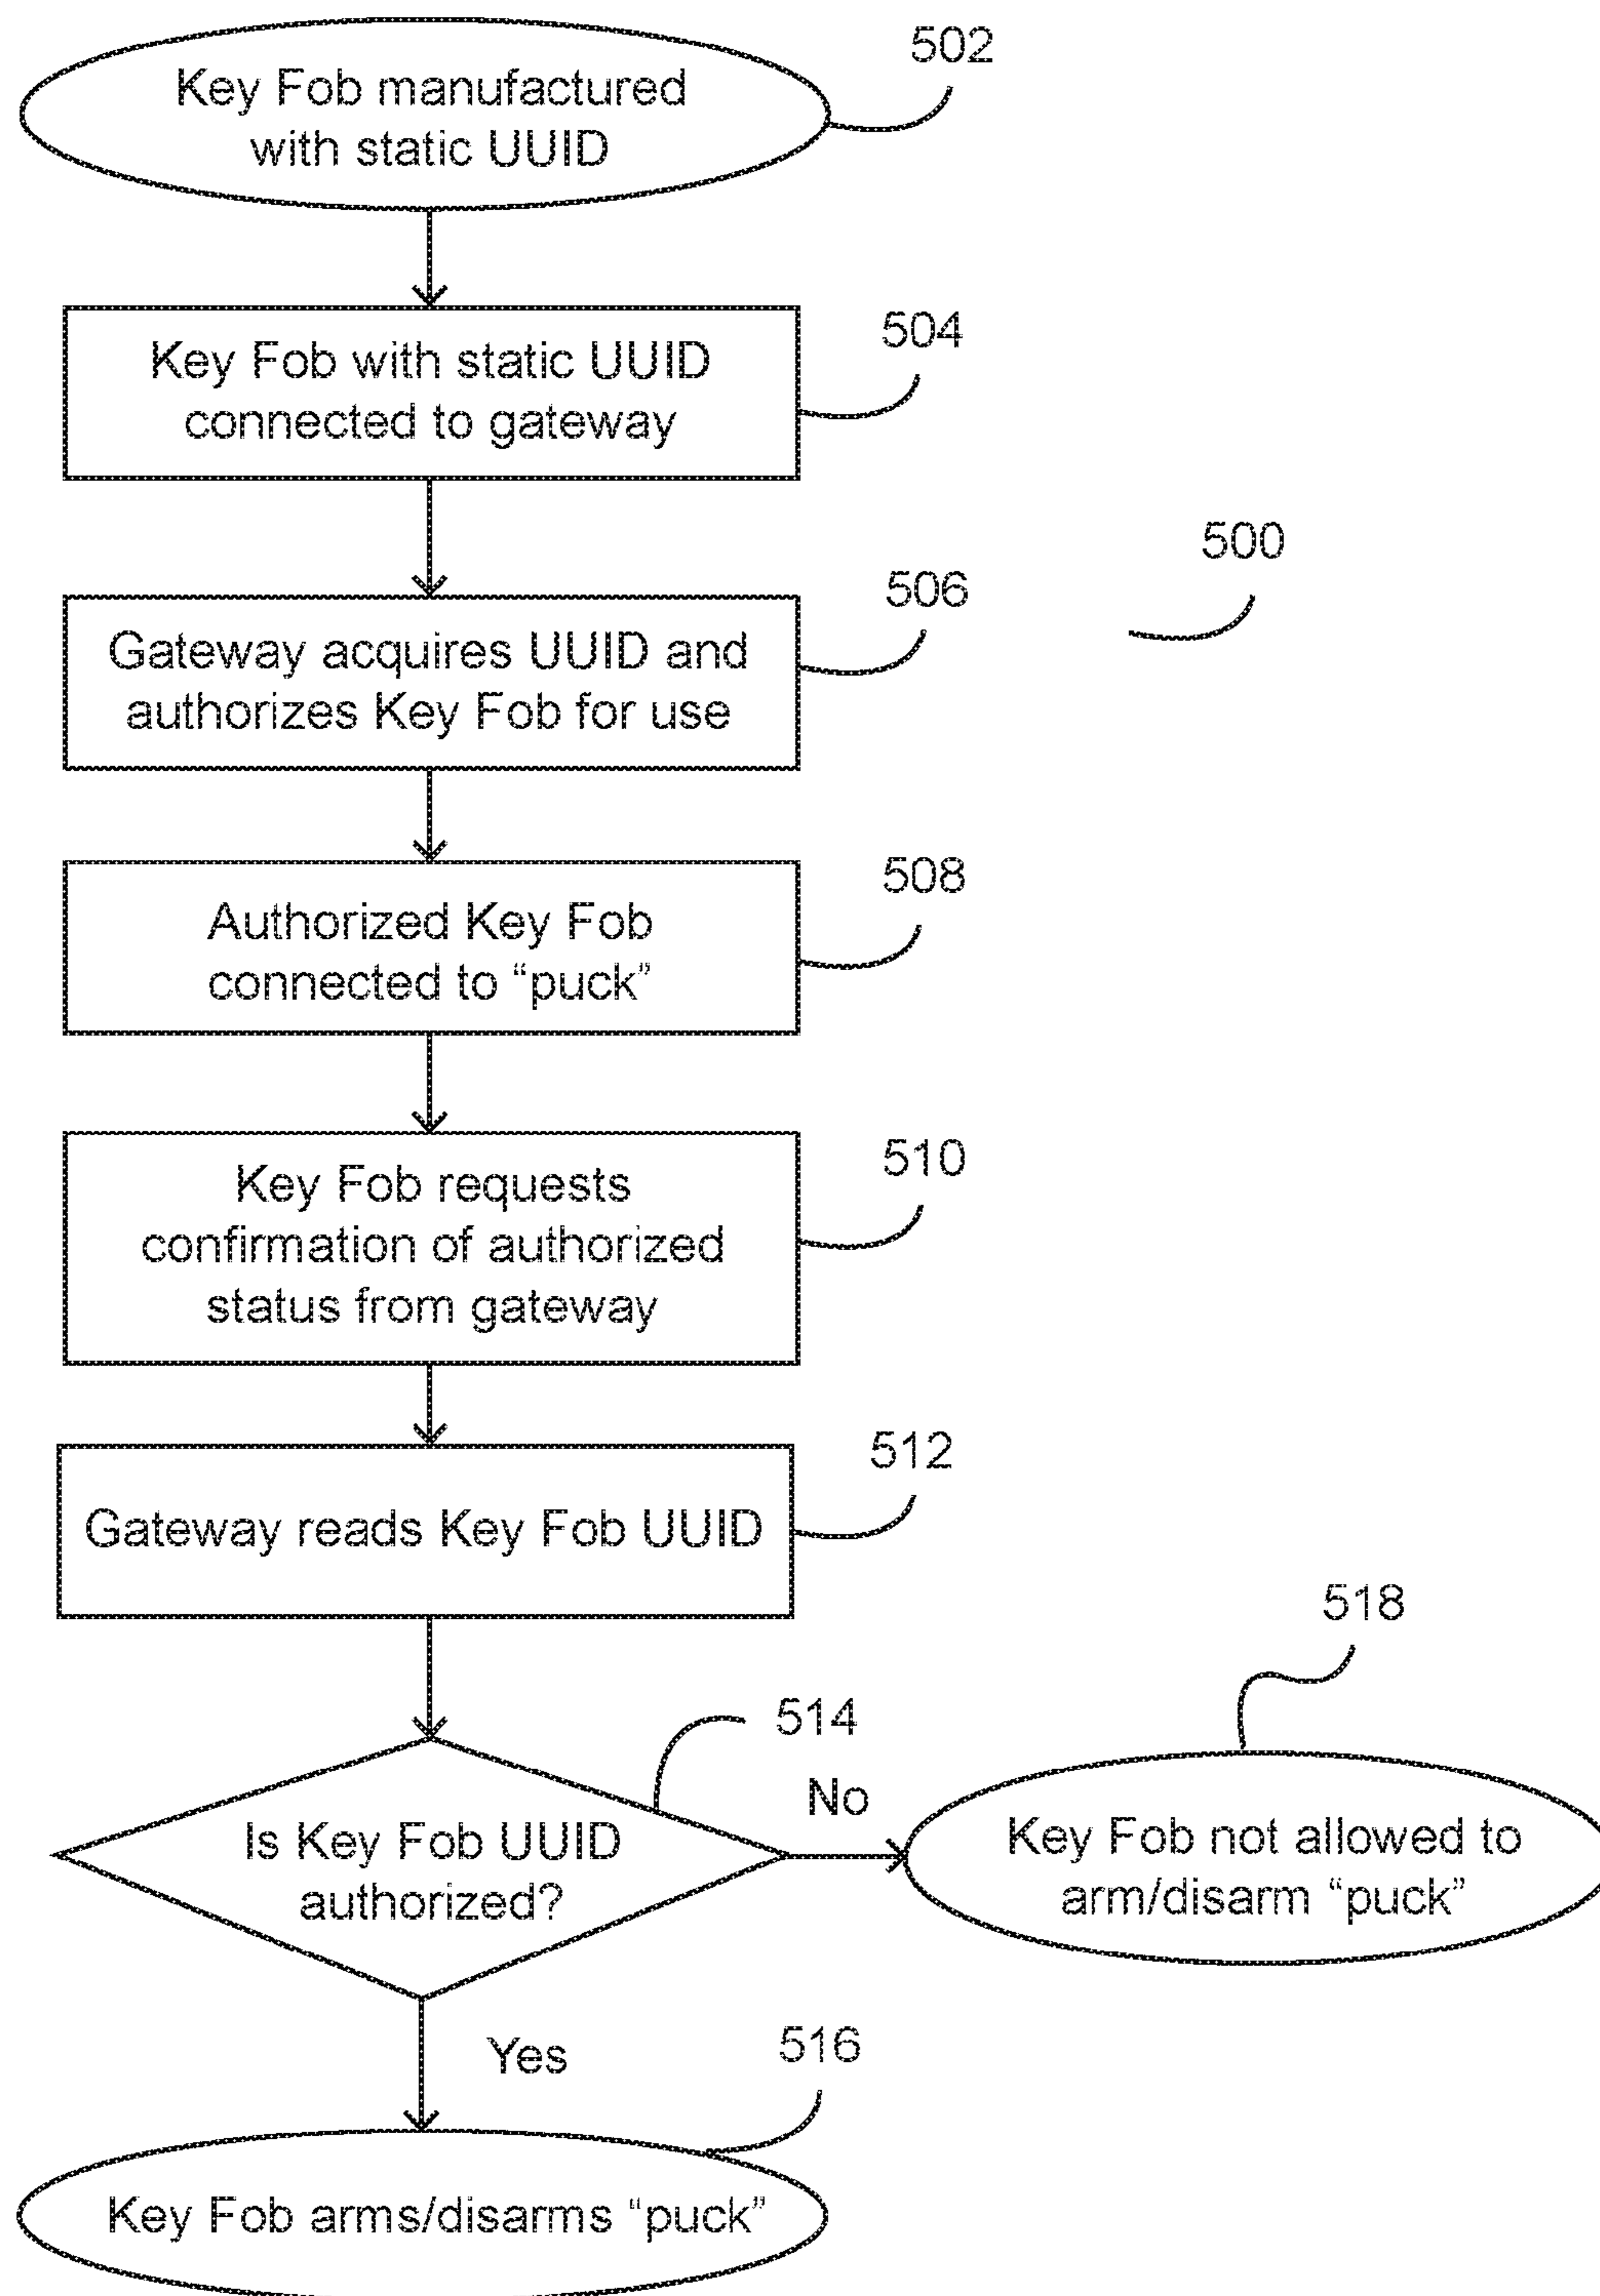 502
Key Fob manufactured
with static UUID
504
Key Fob with static UUID
connected to gateway
500
506
Gateway acquires UUID and
authorizes Key Fob for use
508
Authorized Key Fob
connected to “puck”
510
Key Fob requests
confirmation of authorized
status from gateway
512
Gateway reads Key Fob UUID
518
514
No
Is Key Fob UUID
authorized?
Key Fob not allowed to
arm/disarm “puck”
Yes
516
Key Fob arms/disarms “puck”